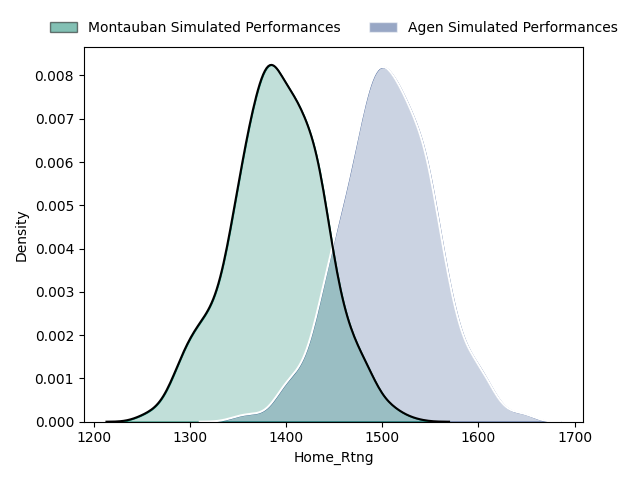 Montauban Simulated Performances
Agen Simulated Performances
0.008
0.007
0.006
0.005
0.004
0.003
0.002
0.001
0.000
Density
1200 1300 1400 1500 1600 1700
Home_Rtng